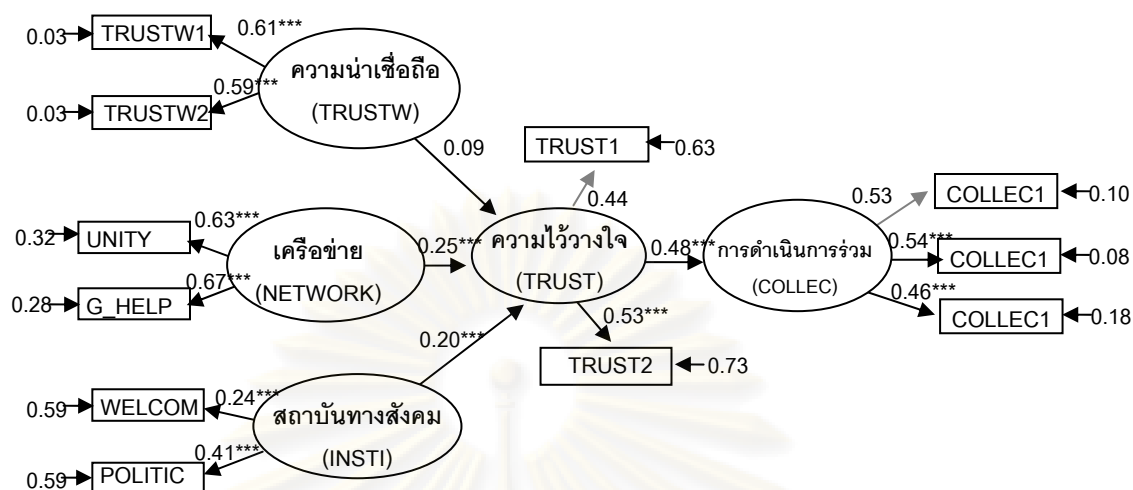 0.03
TRUSTW1
0.61***
0.03
TRUSTW2
0.59***
ความน่าเชื่อถือ
(TRUSTW)
0.09
TRUST1
0.63
0.44
0.32
UNITY
0.63***
0.28
G_HELP
0.67***
เครือข่าย
(NETWORK)
0.25***
ความไว้วางใจ
(TRUST)
0.48***
การดำเนินการร่วม
(COLLEC)
0.53
COLLEC1
0.10
0.54***
COLLEC1
0.08
0.46***
COLLEC1
0.18
0.53***
TRUST2
0.73
0.20***
0.59
WELCOM
0.24***
0.59
POLITIC
0.41***
สถาบันทางสังคม
(INSTI)